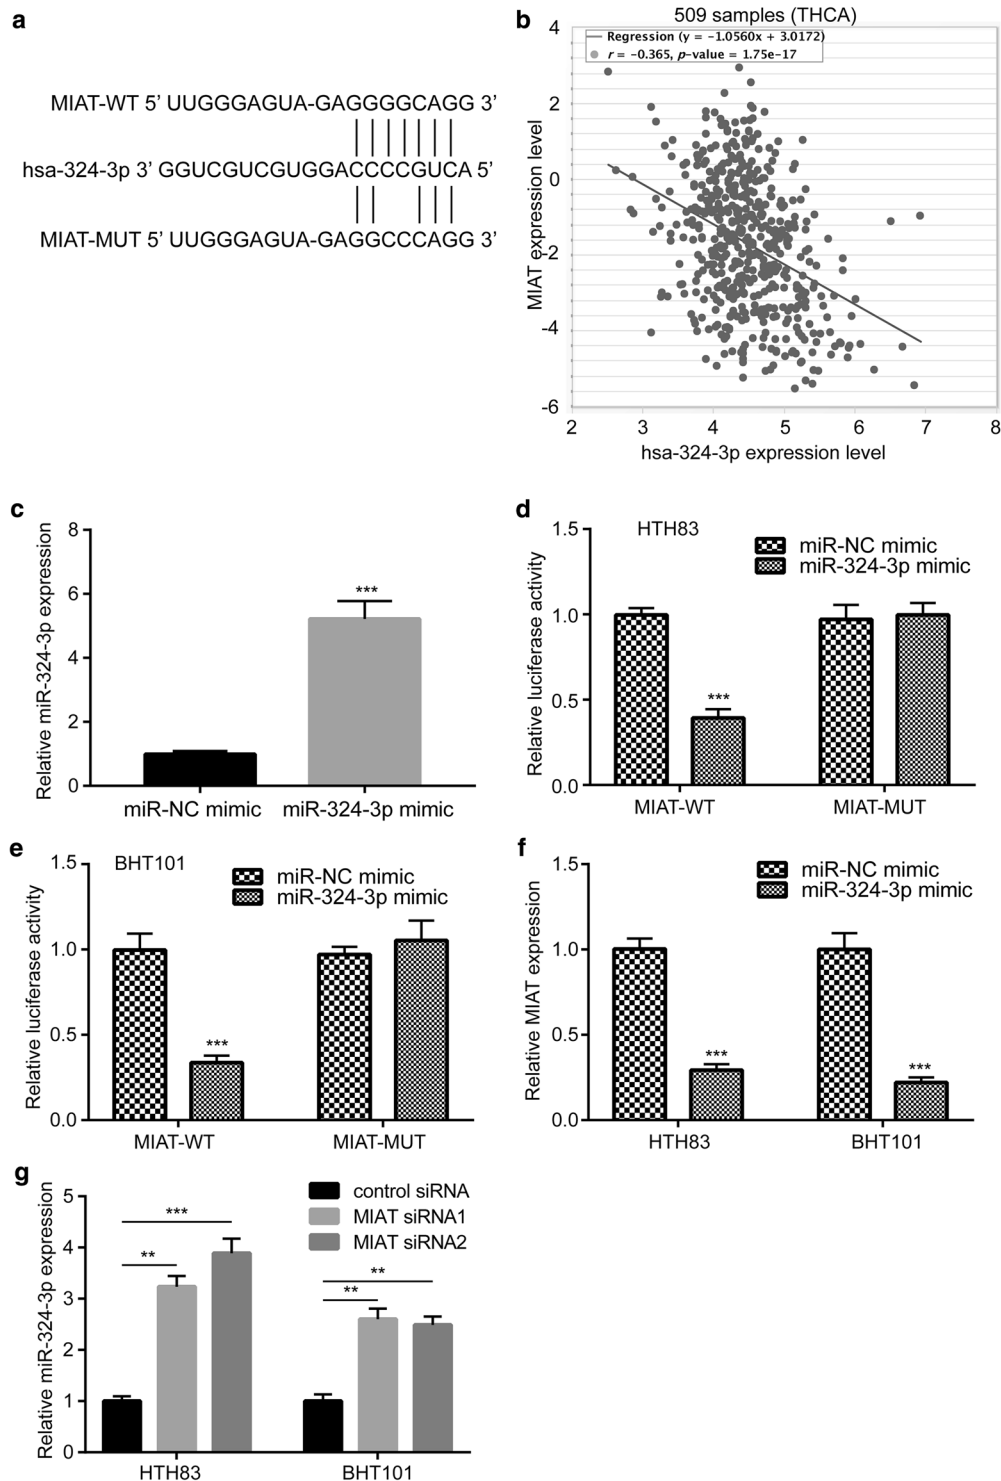 a
MIAT-WT 5’ UUGGGAGUA-GAGGGGCAGG 3’
hsa-324-3p 3’ GGUCGUCGUGGACCCCGUCA 5’
MIAT-MUT 5’ UUGGGAGUA-GAGGCCCAGG 3’
b
509 samples (THCA)
Regression (y = −1.0560x + 3.0172)
r = −0.365, p-value = 1.75e-17
MIAT expression level
4
2
0
-2
-4
-6
2 3 4 5 6 7 8
hsa-324-3p expression level
c
Relative miR-324-3p expression
8
6
4
2
0
***
miR-NC mimic miR-324-3p mimic
d
HTH83
miR-NC mimic
miR-324-3p mimic
Relative luciferase activity
1.5
1.0
0.5
0.0
***
MIAT-WT MIAT-MUT
e
BHT101
miR-NC mimic
miR-324-3p mimic
Relative luciferase activity
1.5
1.0
0.5
0.0
***
MIAT-WT MIAT-MUT
f
miR-NC mimic
miR-324-3p mimic
Relative MIAT expression
1.5
1.0
0.5
0.0
***
***
HTH83 BHT101
g
control siRNA
MIAT siRNA1
MIAT siRNA2
Relative miR-324-3p expression
5
4
3
2
1
0
***
**
**
**
HTH83 BHT101